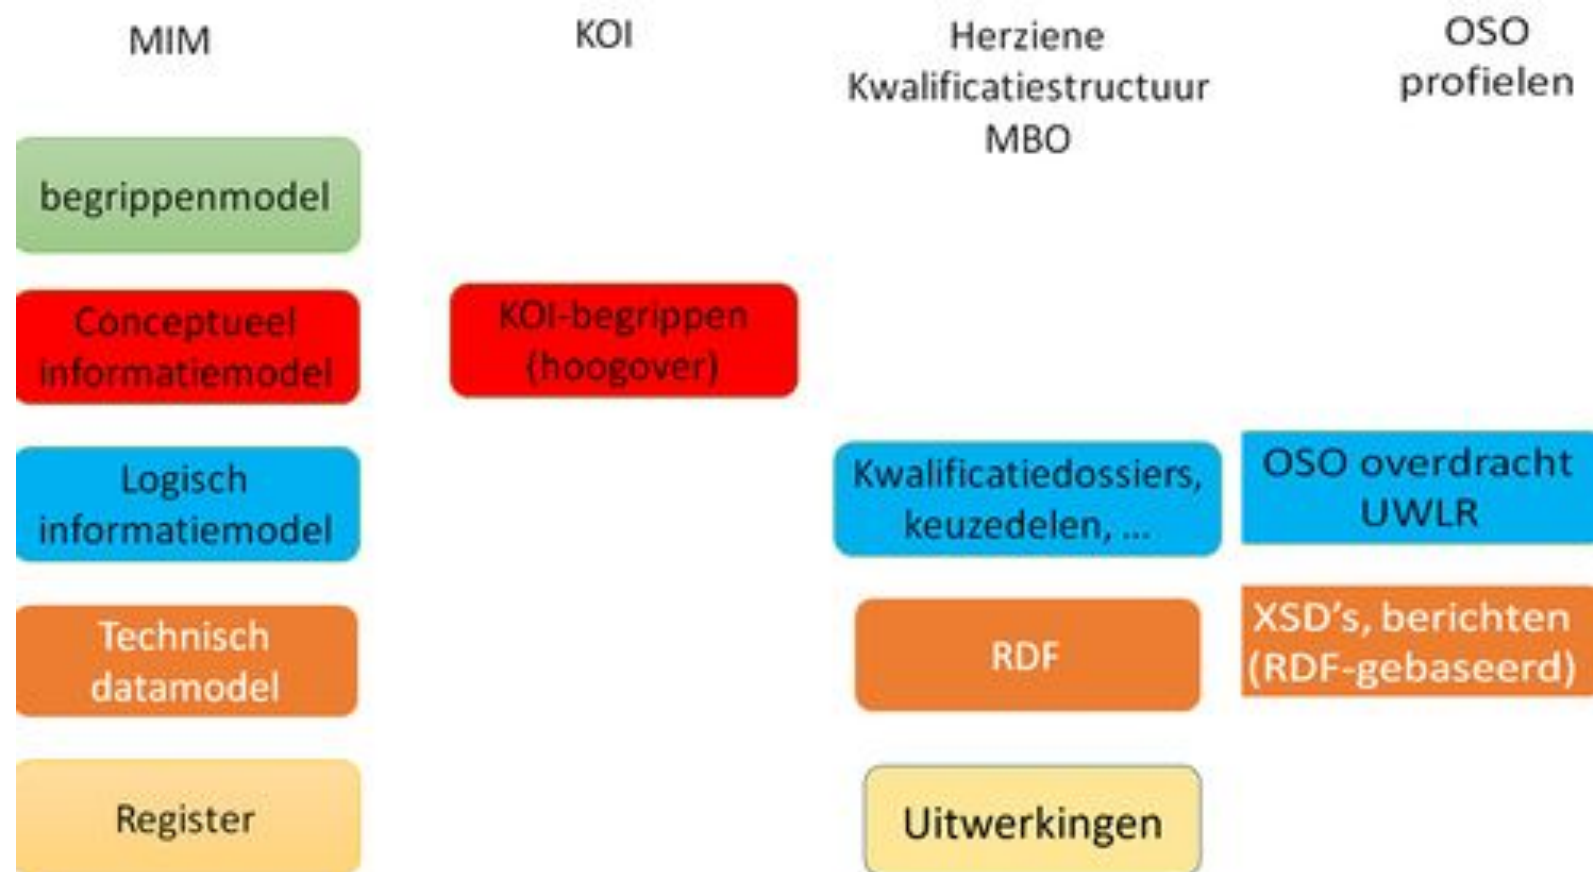 MIM
KOI
Herziene
Kwalificatiestructuur
MBO
OSO
profielen
begrippenmodel
Conceptueel
informatiemodel
KOI-begrippen
(hoogover)
Logisch
informatiemodel
Kwalificatiedossiers,
keuzedelen, ...
OSO overdracht
UWLR
Technisch
datamodel
RDF
XSD's, berichten
(RDF-gebaseerd)
Register
Uitwerkingen